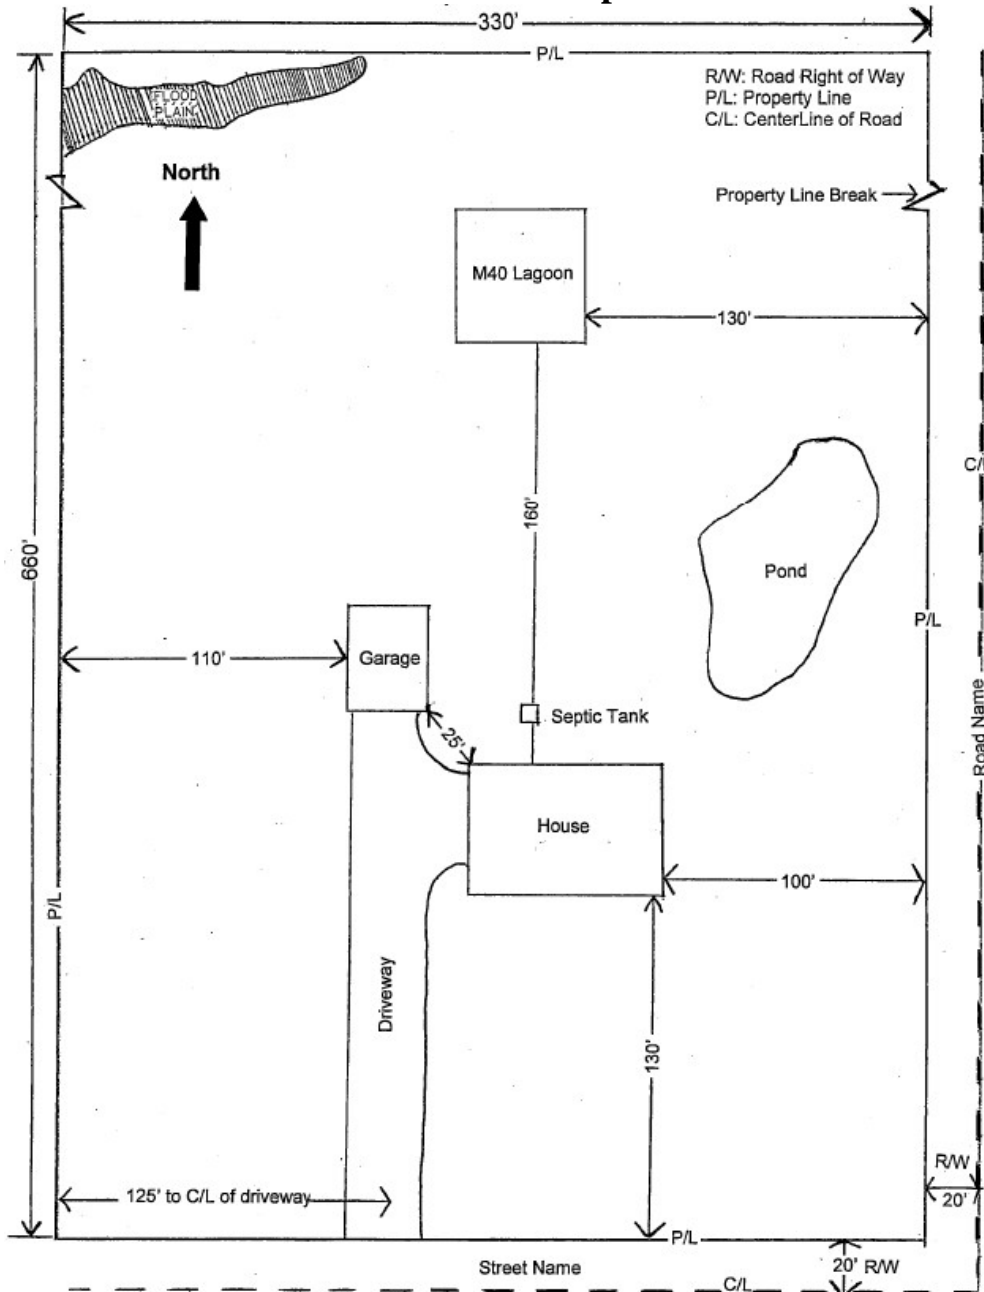 330'
P/L
R/W: Road Right of Way
P/L: Property Line
C/L: CenterLine of Road
FLOOD
PLAIN
North
Property Line Break
M40 Lagoon
130'
C/
160'
660'
Pond
P/L
110'
Garage
Septic Tank
25'
Road Name
House
100'
P/L
Driveway
130'
R/W
125' to C/L of driveway
20'
P/L
Street Name
20' R/W
C/L